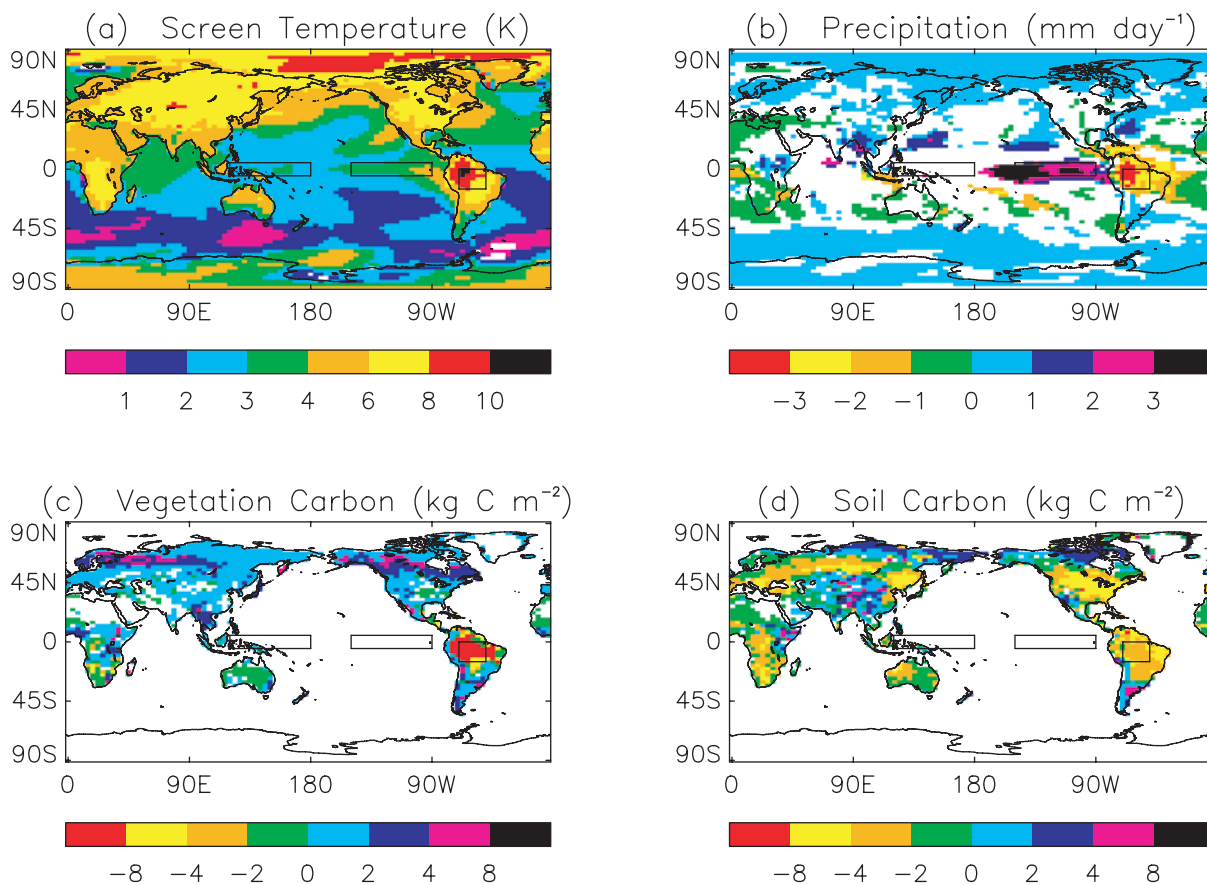 (a) Screen Temperature (K)
90N
45N
0
45S
90S
0 90E 180 90W
1 2 3 4 6 8 10
(b) Precipitation (mm day⁻¹)
90N
45N
0
45S
90S
0 90E 180 90W
−3 −2 −1 0 1 2 3
(c) Vegetation Carbon (kg C m⁻²)
90N
45N
0
45S
90S
0 90E 180 90W
−8 −4 −2 0 2 4 8
(d) Soil Carbon (kg C m⁻²)
90N
45N
0
45S
90S
0 90E 180 90W
−8 −4 −2 0 2 4 8